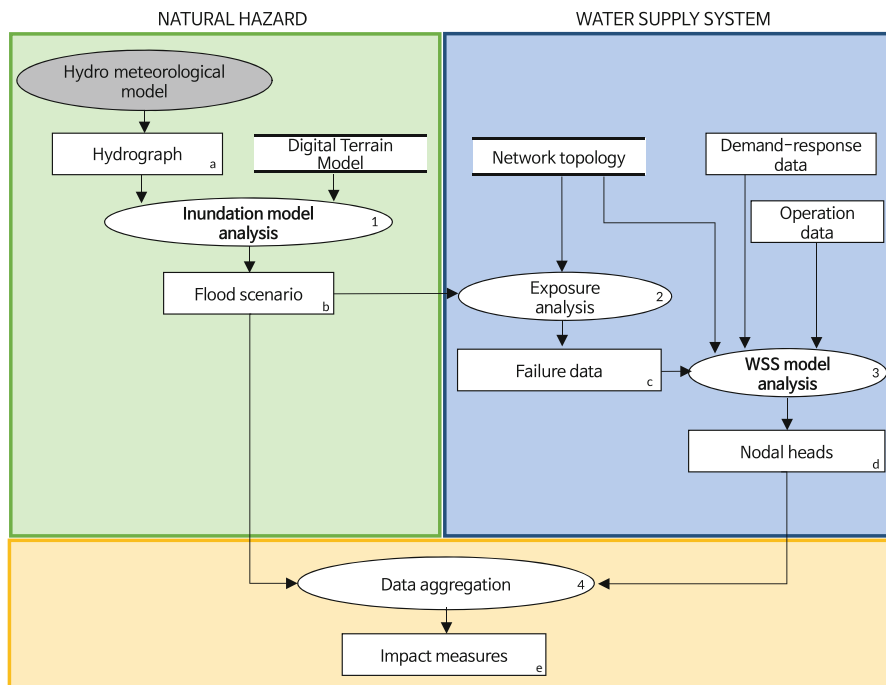 NATURAL HAZARD
WATER SUPPLY SYSTEM
Hydro meteorological
model
Hydrograph
a
Digital Terrain
Model
Inundation model
analysis
1
Flood scenario
b
Network topology
Demand-response
data
Operation
data
Exposure
analysis
2
Failure data
c
WSS model
analysis
3
Nodal heads
d
Data aggregation
4
Impact measures
e